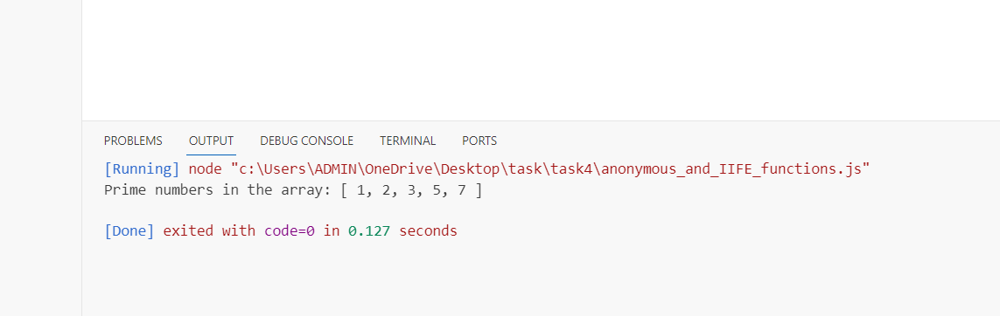 PROBLEMS OUTPUT DEBUG CONSOLE TERMINAL PORTS
[Running] node "c:\Users\ADMIN\OneDrive\Desktop\task\task4\anonymous_and_IIFE_functions.js"
Prime numbers in the array: [ 1, 2, 3, 5, 7 ]
[Done] exited with code=0 in 0.127 seconds